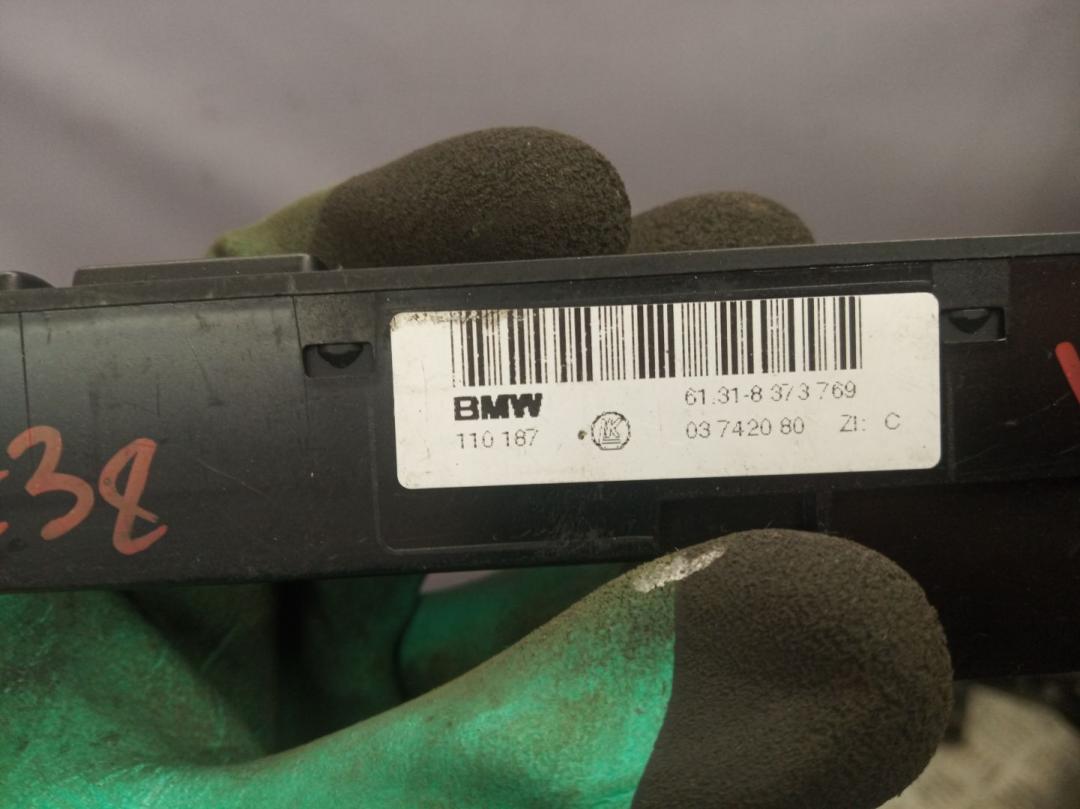 BMW
61.31-8 373 769
110 187
03 7420 80 ZI: C
E38